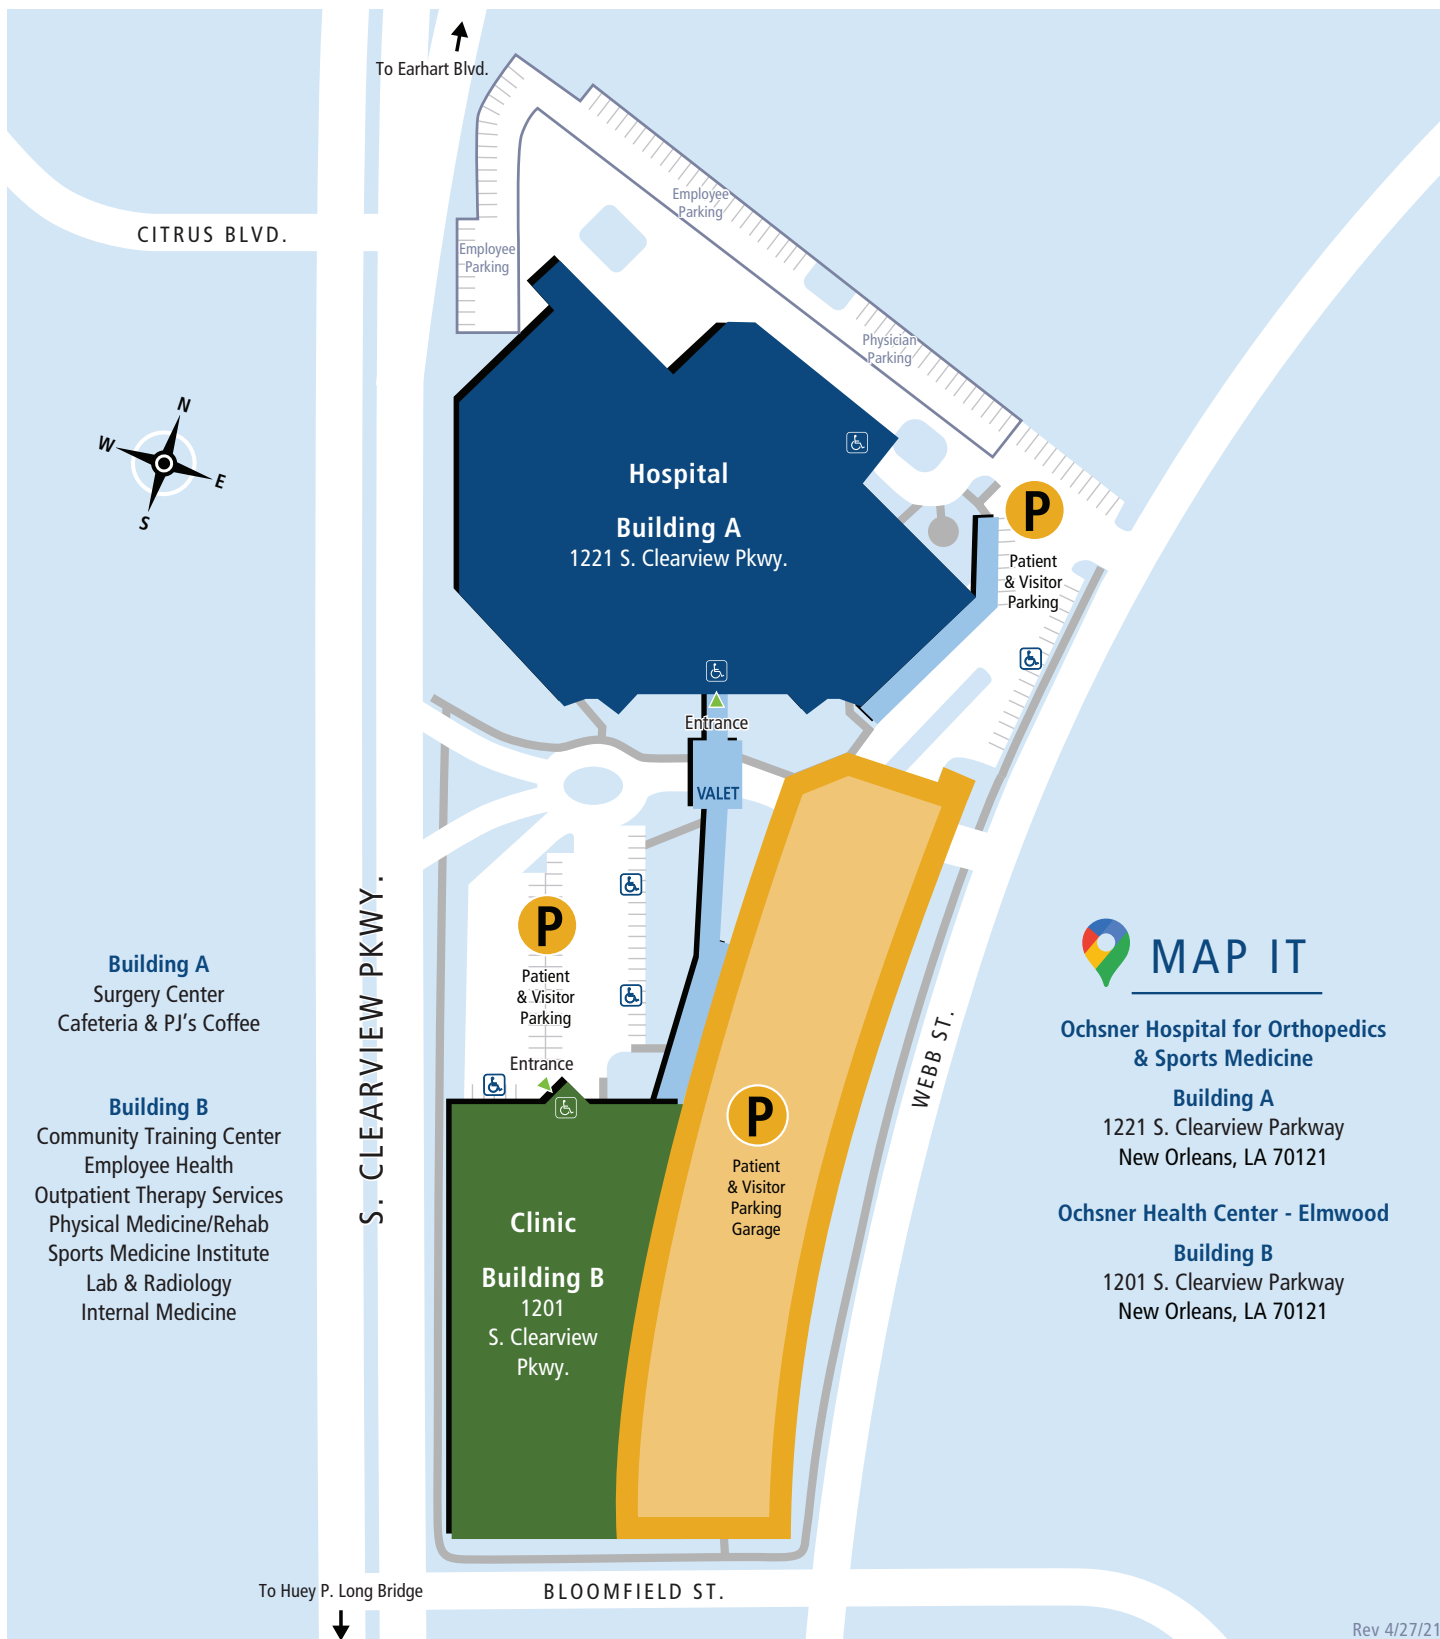 To Earhart Blvd.
Employee
Parking
CITRUS BLVD.
Employee
Parking
Physician
Parking
N
W
E
S
Hospital
Building A
1221 S. Clearview Pkwy.
P
Patient
& Visitor
Parking
Entrance
VALET
S. CLEARVIEW PKWY.
P
Patient
& Visitor
Parking
Entrance
Building A
Surgery Center
Cafeteria & PJ's Coffee
Building B
Community Training Center
Employee Health
Outpatient Therapy Services
Physical Medicine/Rehab
Sports Medicine Institute
Lab & Radiology
Internal Medicine
Clinic
Building B
1201
S. Clearview
Pkwy.
P
Patient
& Visitor
Parking
Garage
WEBB ST.
MAP IT
Ochsner Hospital for Orthopedics
& Sports Medicine
Building A
1221 S. Clearview Parkway
New Orleans, LA 70121
Ochsner Health Center - Elmwood
Building B
1201 S. Clearview Parkway
New Orleans, LA 70121
To Huey P. Long Bridge
BLOOMFIELD ST.
Rev 4/27/21